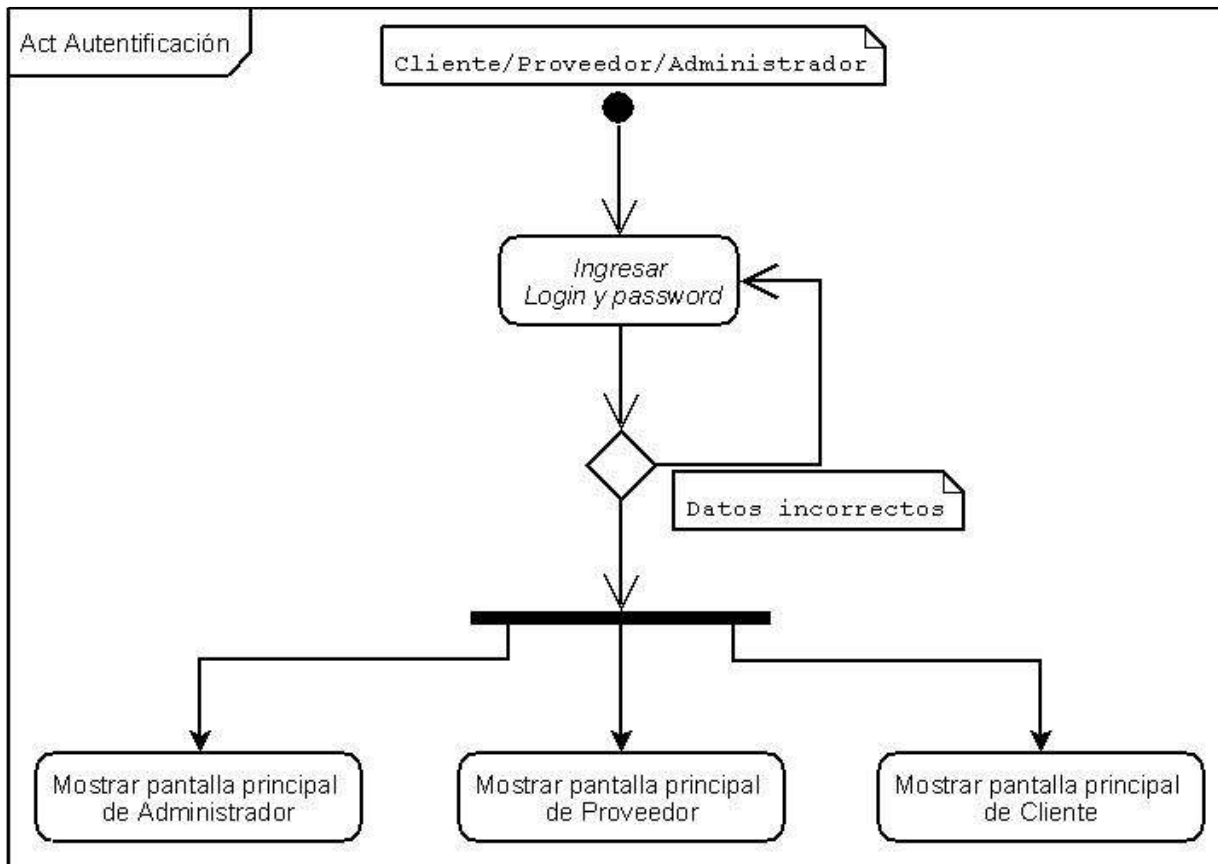 Act Autentificación
Cliente/Proveedor/Administrador
Ingresar
Login y password
Datos incorrectos
Mostrar pantalla principal
de Administrador
Mostrar pantalla principal
de Proveedor
Mostrar pantalla principal
de Cliente